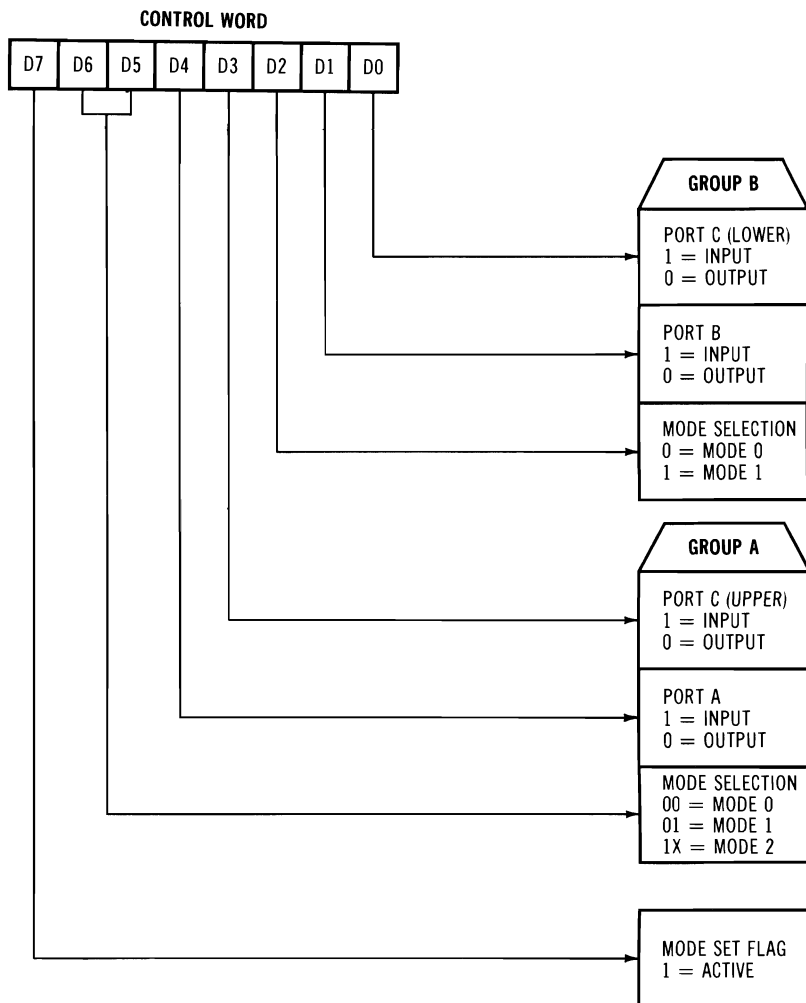 CONTROL WORD
D7 D6 D5 D4 D3 D2 D1 D0
GROUP B
PORT C (LOWER)
1 = INPUT
0 = OUTPUT
PORT B
1 = INPUT
0 = OUTPUT
MODE SELECTION
0 = MODE 0
1 = MODE 1
GROUP A
PORT C (UPPER)
1 = INPUT
0 = OUTPUT
PORT A
1 = INPUT
0 = OUTPUT
MODE SELECTION
00 = MODE 0
01 = MODE 1
1X = MODE 2
MODE SET FLAG
1 = ACTIVE